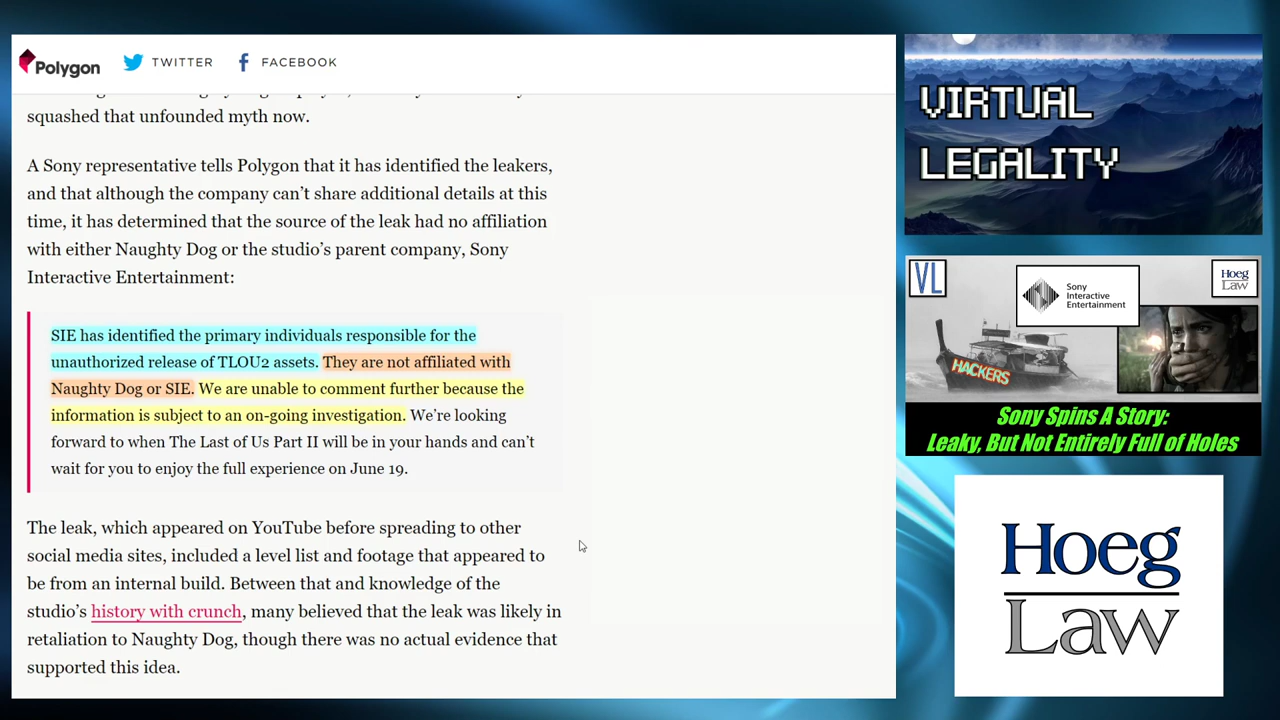 Polygon
TWITTER
FACEBOOK
squashed that unfounded myth now.
A Sony representative tells Polygon that it has identified the leakers,
and that although the company can’t share additional details at this
time, it has determined that the source of the leak had no affiliation
with either Naughty Dog or the studio’s parent company, Sony
Interactive Entertainment:
SIE has identified the primary individuals responsible for the
unauthorized release of TLOU2 assets. They are not affiliated with
Naughty Dog or SIE. We are unable to comment further because the
information is subject to an on-going investigation. We’re looking
forward to when The Last of Us Part II will be in your hands and can’t
wait for you to enjoy the full experience on June 19.
The leak, which appeared on YouTube before spreading to other
social media sites, included a level list and footage that appeared to
be from an internal build. Between that and knowledge of the
studio’s history with crunch, many believed that the leak was likely in
retaliation to Naughty Dog, though there was no actual evidence that
supported this idea.
VIRTUAL
LEGALITY
VL
Sony
Interactive
Entertainment
Hoeg
Law
HACKERS
Sony Spins A Story:
Leaky, But Not Entirely Full of Holes
Hoeg
Law